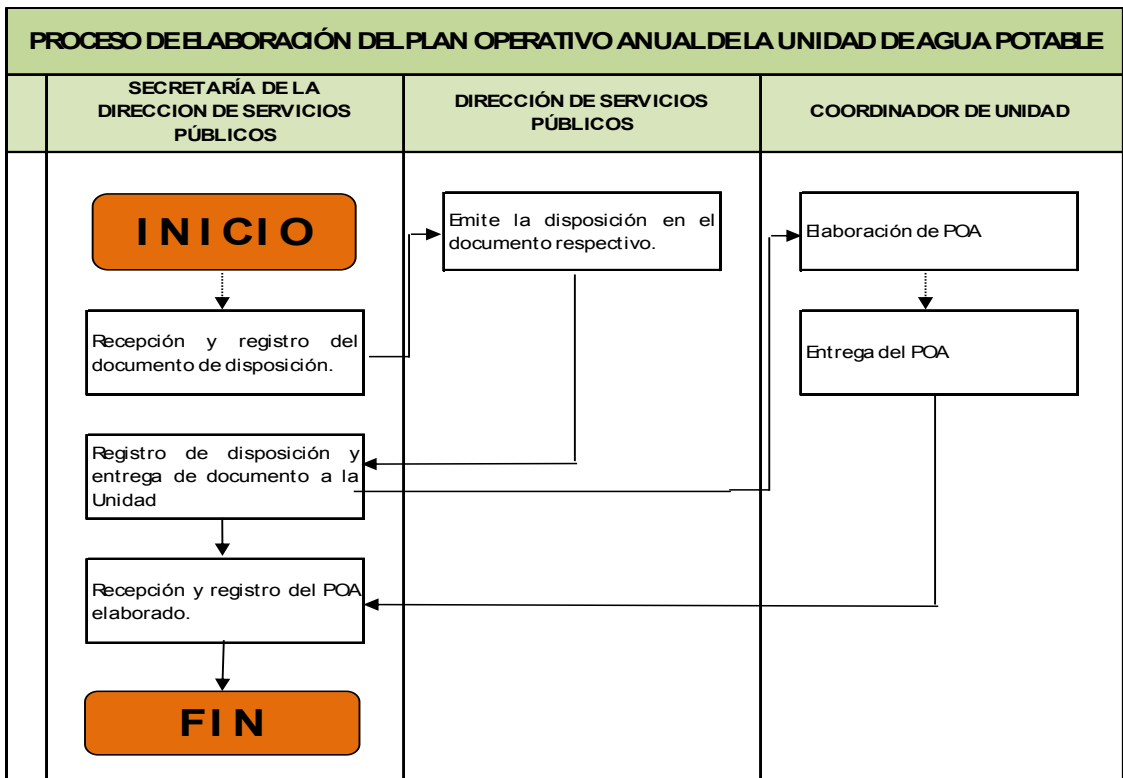 PROCESO DE ELABORACIÓN DEL PLAN OPERATIVO ANUAL DE LA UNIDAD DE AGUA POTABLE
SECRETARÍA DE LA
DIRECCION DE SERVICIOS
PÚBLICOS
DIRECCIÓN DE SERVICIOS
PÚBLICOS
COORDINADOR DE UNIDAD
INICIO
Emite la disposición en el
documento respectivo.
Elaboración de POA
Recepción y registro del
documento de disposición.
Entrega del POA
Registro de disposición y
entrega de documento a la
Unidad
Recepción y registro del POA
elaborado.
FIN